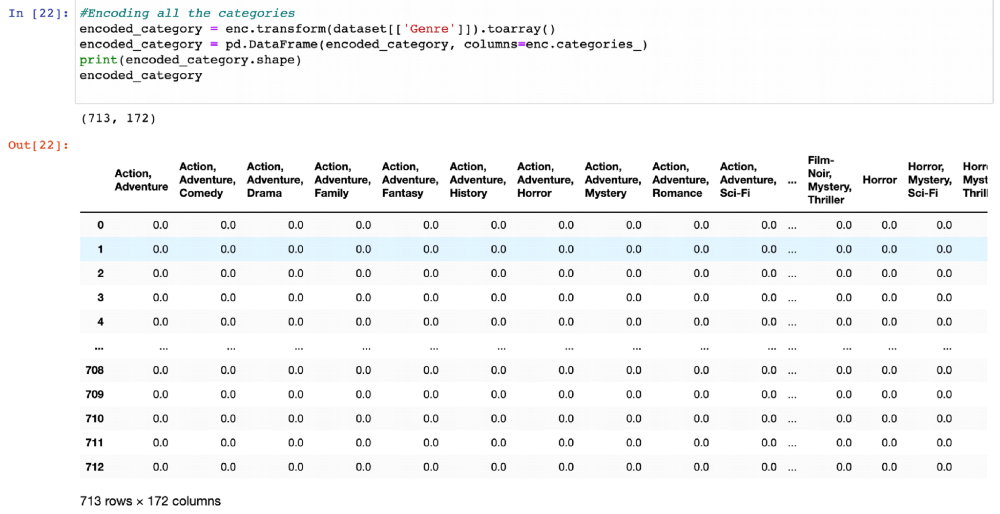 In [22]: #Encoding all the categories
encoded_category = enc.transform(dataset[['Genre']]).toarray()
encoded_category = pd.DataFrame(encoded_category, columns=enc.categories_)
print(encoded_category.shape)
encoded_category
(713, 172)
Out[22]:
Action, Adventure Action, Adventure, Comedy Action, Adventure, Drama Action, Adventure, Family Action, Adventure, Fantasy Action, Adventure, History Action, Adventure, Horror Action, Adventure, Mystery Action, Adventure, Romance Action, Adventure, Sci-Fi ... Film-Noir, Mystery, Thriller Horror Horror, Mystery, Sci-Fi
0 0.0 0.0 0.0 0.0 0.0 0.0 0.0 0.0 0.0 0.0 ... 0.0 0.0 0.0
1 0.0 0.0 0.0 0.0 0.0 0.0 0.0 0.0 0.0 0.0 ... 0.0 0.0 0.0
2 0.0 0.0 0.0 0.0 0.0 0.0 0.0 0.0 0.0 0.0 ... 0.0 0.0 0.0
3 0.0 0.0 0.0 0.0 0.0 0.0 0.0 0.0 0.0 0.0 ... 0.0 0.0 0.0
4 0.0 0.0 0.0 0.0 0.0 0.0 0.0 0.0 0.0 0.0 ... 0.0 0.0 0.0
... ... ... ... ... ... ... ... ... ... ... ... ... ... ...
708 0.0 0.0 0.0 0.0 0.0 0.0 0.0 0.0 0.0 0.0 ... 0.0 0.0 0.0
709 0.0 0.0 0.0 0.0 0.0 0.0 0.0 0.0 0.0 0.0 ... 0.0 0.0 0.0
710 0.0 0.0 0.0 0.0 0.0 0.0 0.0 0.0 0.0 0.0 ... 0.0 0.0 0.0
711 0.0 0.0 0.0 0.0 0.0 0.0 0.0 0.0 0.0 0.0 ... 0.0 0.0 0.0
712 0.0 0.0 0.0 0.0 0.0 0.0 0.0 0.0 0.0 0.0 ... 0.0 0.0 0.0
713 rows × 172 columns